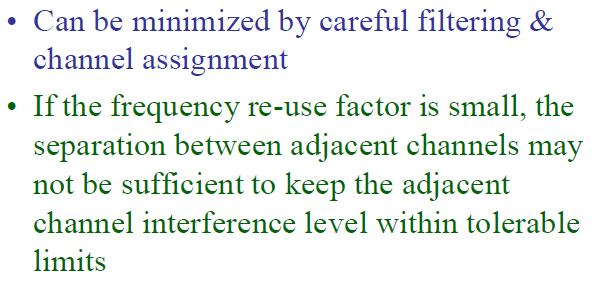 • Can be minimized by careful filtering &
channel assignment
• If the frequency re-use factor is small, the
separation between adjacent channels may
not be sufficient to keep the adjacent
channel interference level within tolerable
limits